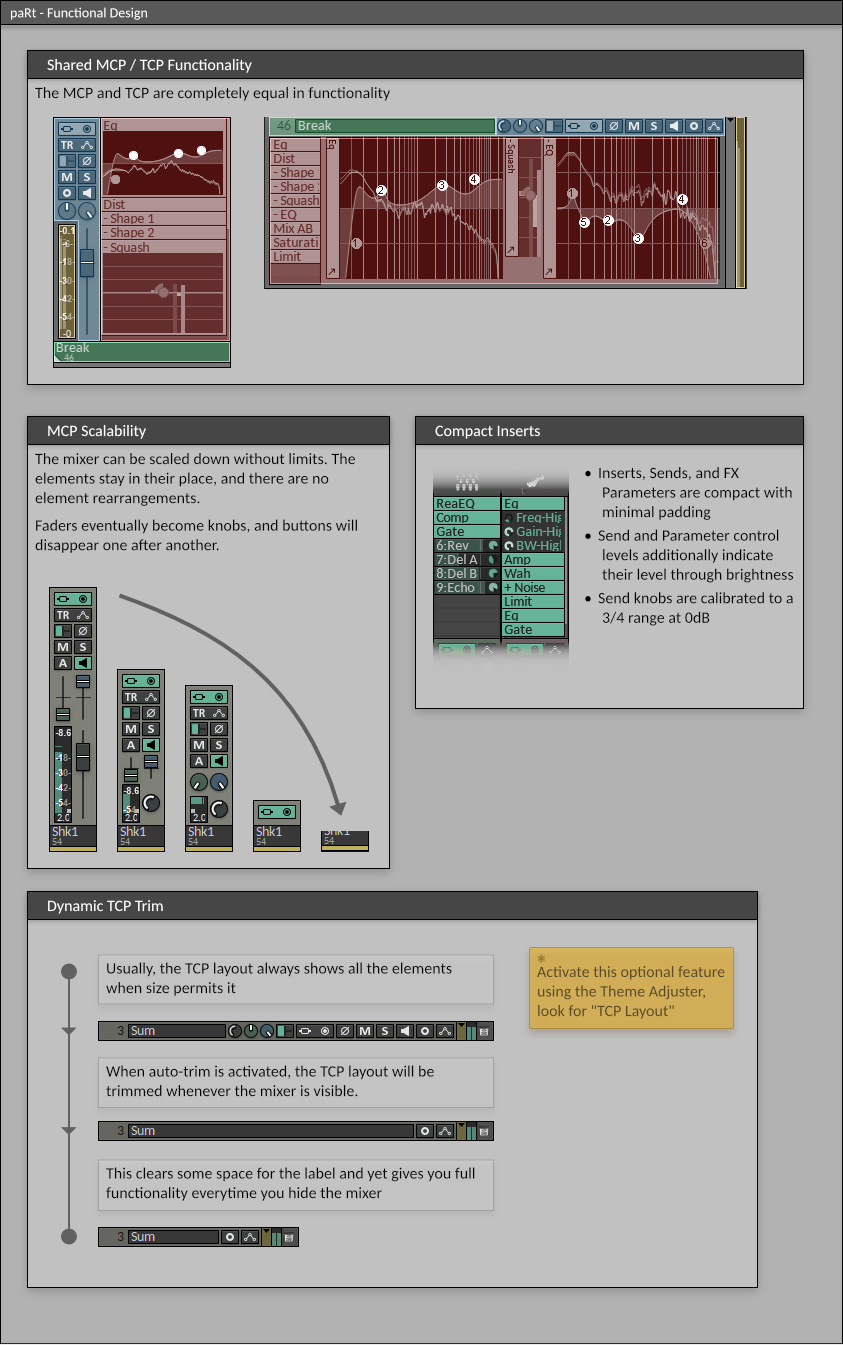 paRt - Functional Design
Shared MCP / TCP Functionality
The MCP and TCP are completely equal in functionality
Eq
TR
M S
Dist
- Shape 1
- Shape 2
- Squash
-0.1
-6-
-18-
-30-
-42-
-54-
-0
Break
46
46 Break
M S
Eq
Dist
- Shape
- Shape
- Squash
- EQ
Mix AB
Saturati
Limit
Eq
1
2
3
4
- Squash
- EQ
1
5
2
3
4
6
MCP Scalability
The mixer can be scaled down without limits. The
elements stay in their place, and there are no
element rearrangements.
Faders eventually become knobs, and buttons will
disappear one after another.
TR
M S
A
-8.6
-18-
-30-
-42-
-54-
2.0
Shk1
54
TR
M S
A
-8.6
-54-
2.0
Shk1
54
TR
M S
A
2.0
Shk1
54
Shk1
54
Shk1
54
Compact Inserts
ReaEQ
Comp
Gate
6:Rev
7:Del A
8:Del B
9:Echo
Eq
Freq-Hig
Gain-Hig
BW-High
Amp
Wah
+ Noise
Limit
Eq
Gate
• Inserts, Sends, and FX
Parameters are compact with
minimal padding
• Send and Parameter control
levels additionally indicate
their level through brightness
• Send knobs are calibrated to a
3/4 range at 0dB
Dynamic TCP Trim
Usually, the TCP layout always shows all the elements
when size permits it
3 Sum M S
When auto-trim is activated, the TCP layout will be
trimmed whenever the mixer is visible.
3 Sum
This clears some space for the label and yet gives you full
functionality everytime you hide the mixer
3 Sum
Activate this optional feature
using the Theme Adjuster,
look for "TCP Layout"